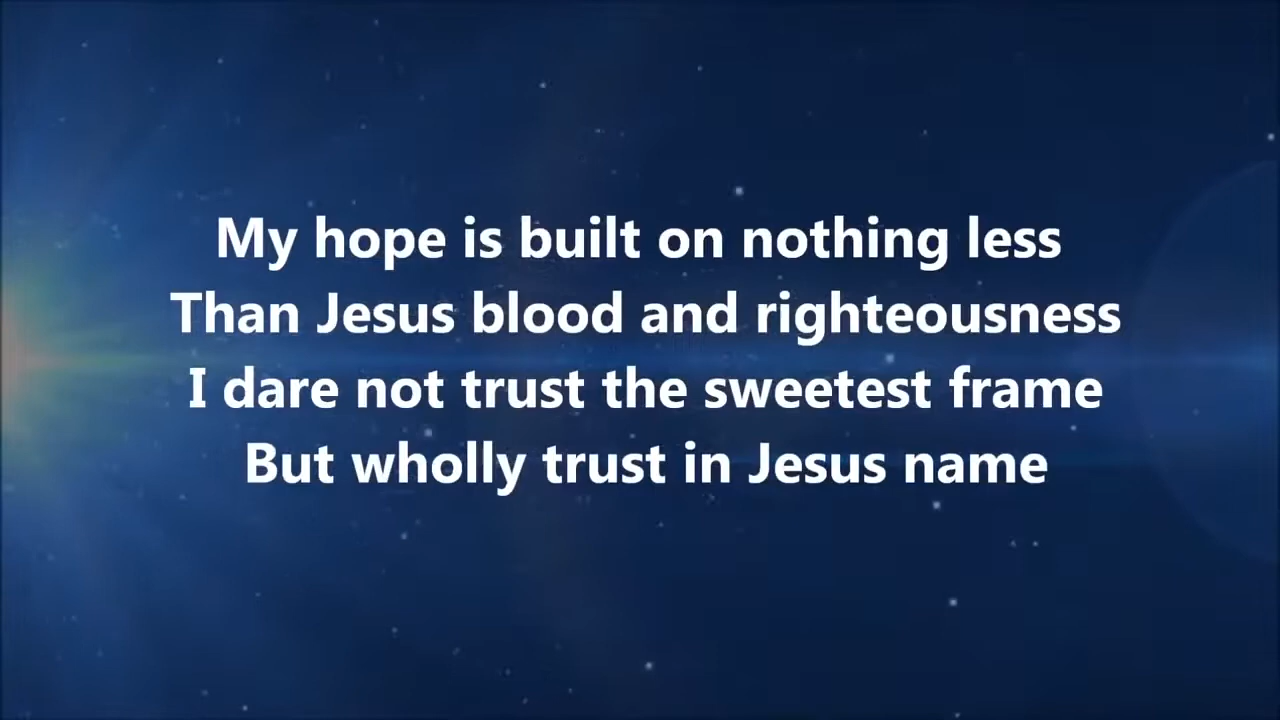 My hope is built on nothing less
Than Jesus blood and righteousness
I dare not trust the sweetest frame
But wholly trust in Jesus name